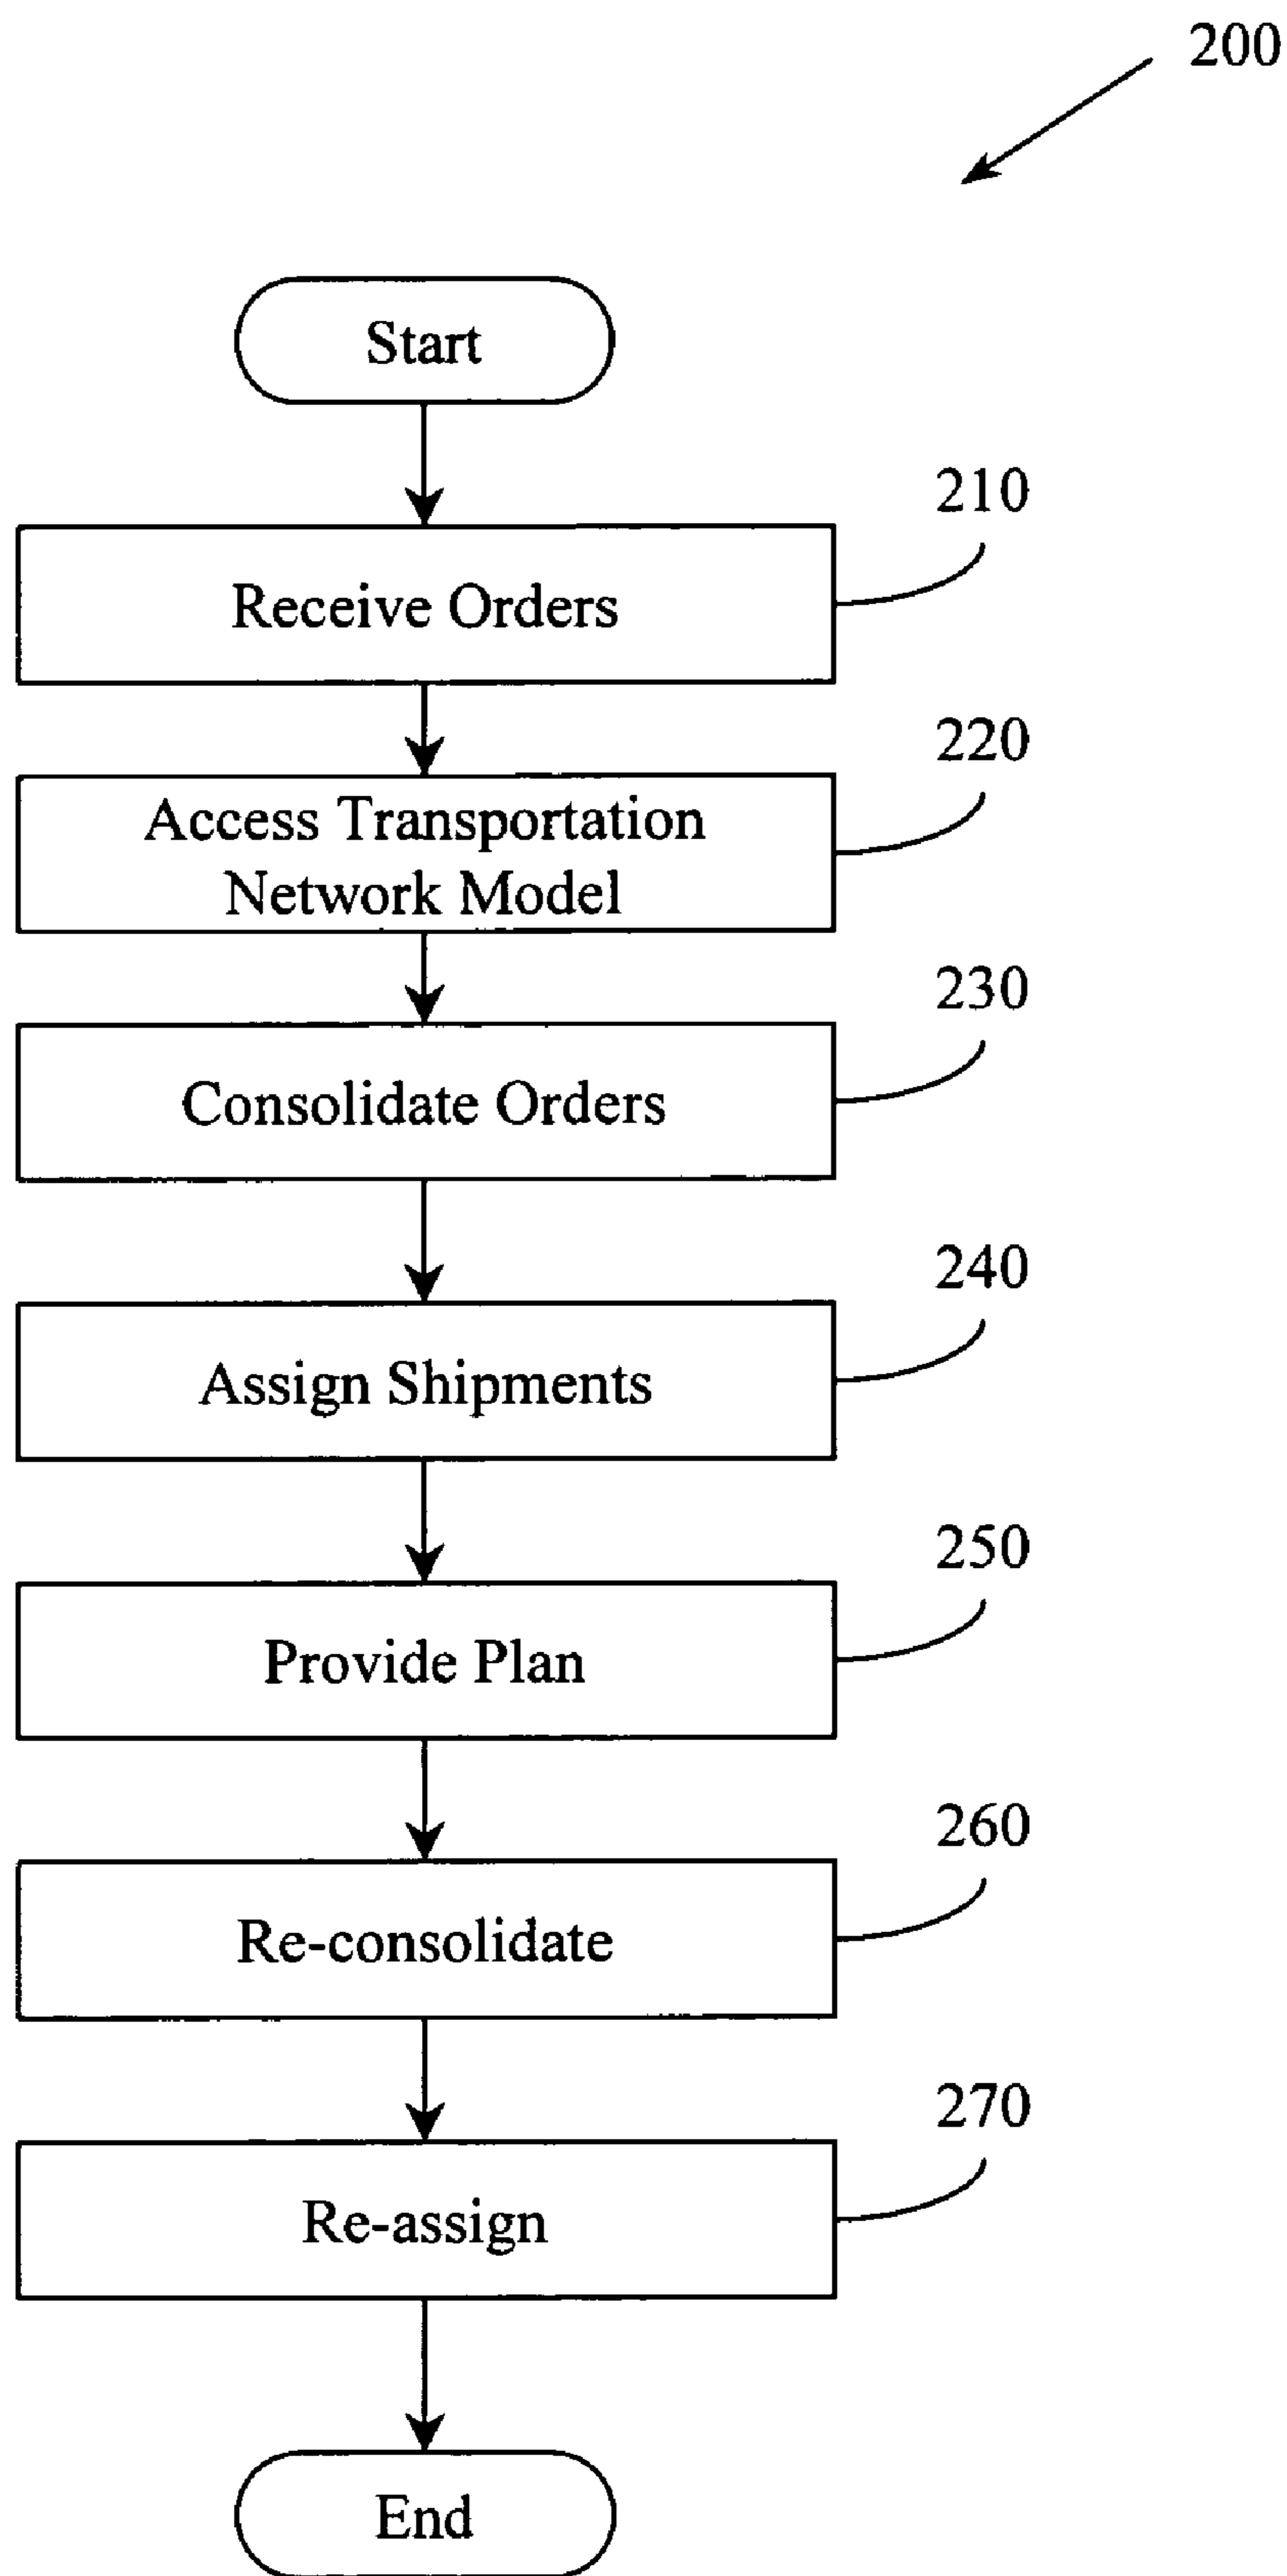 200
Start
210
Receive Orders
220
Access Transportation
Network Model
230
Consolidate Orders
240
Assign Shipments
250
Provide Plan
260
Re-consolidate
270
Re-assign
End